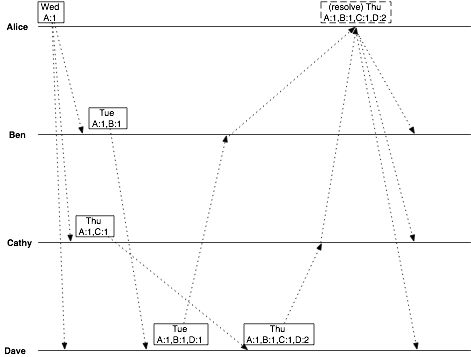 Wed
A:1
(resolve) Thu
A:1,B:1,C:1,D:2
Alice
Tue
A:1,B:1
Ben
Thu
A:1,C:1
Cathy
Tue
A:1,B:1,D:1
Thu
A:1,B:1,C:1,D:2
Dave